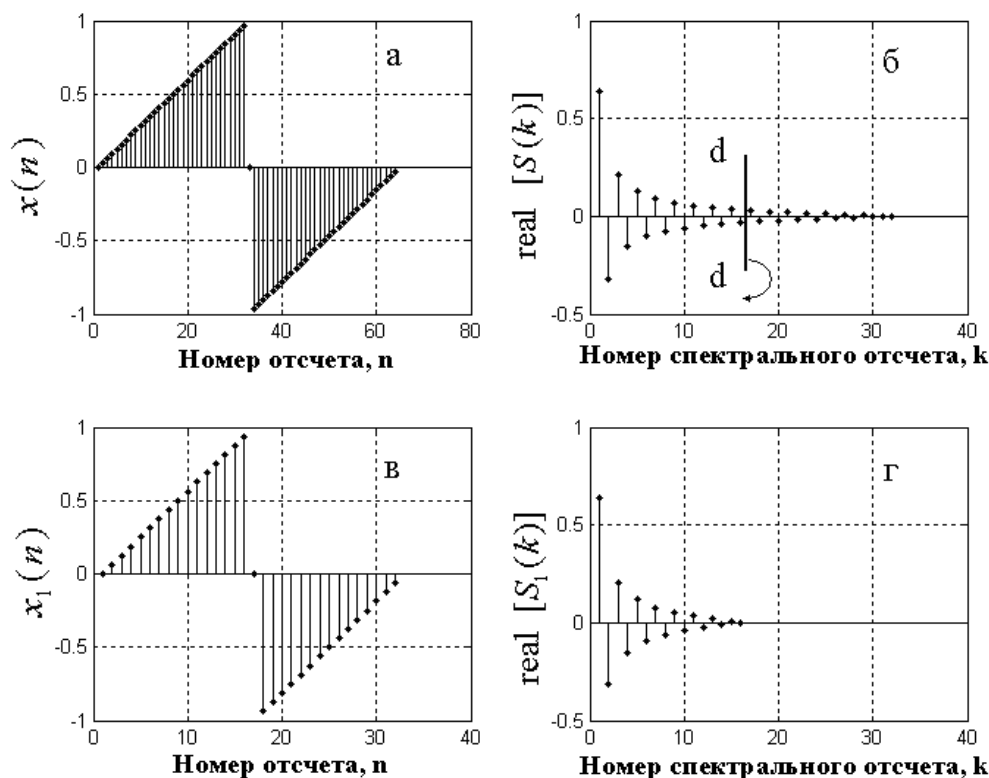 1
0.5
0
-0.5
-1
0
20
40
60
80
x(n)
Номер отсчета, n
а
1
0.5
0
-0.5
0
10
20
30
40
real [S(k)]
Номер спектрального отсчета, k
б
d
d
1
0.5
0
-0.5
-1
0
10
20
30
40
x₁(n)
Номер отсчета, n
в
1
0.5
0
-0.5
0
10
20
30
40
real [S₁(k)]
Номер спектрального отсчета, k
г